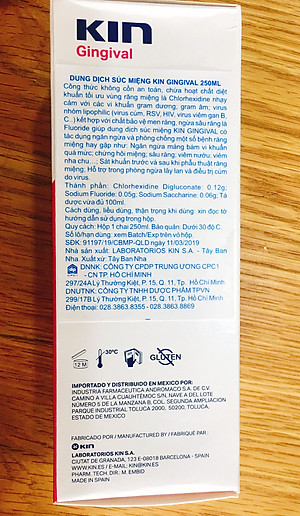 KIN
Gingival
DUNG DỊCH SÚC MIỆNG KIN GINGIVAL 250ML
Công thức không cồn an toàn, chứa hoạt chất diệt
khuẩn tối ưu vùng răng miệng là Chlorhexidine nhạy
cảm với các vi khuẩn gram dương, gram âm; virus
nhóm lipophilic (virus cúm, RSV, HIV, virus viêm gan B,
C..) kết hợp với chất bảo vệ men răng, ngừa sâu răng là
Fluoride giúp dung dịch súc miệng KIN GINGIVAL có
tác dụng ngăn ngừa và phòng chống một số bệnh răng
miệng hay gặp như: Ngăn ngừa mảng bám vi khuẩn
quá mức; chứng hôi miệng; sâu răng; viêm nướu; viêm
nha chu…; Sát khuẩn trước và sau khi phẫu thuật răng
miệng; Hỗ trợ trong phòng ngừa lây lan và điều trị cúm
do virus.
Thành phần: Chlorhexidine Digluconate: 0.12g;
Sodium Fluoride: 0.05g; Sodium Saccharine: 0.06g; Tá
dược vừa đủ 100ml.
Cách dùng, liều dùng, thận trọng khi dùng: xin đọc tờ
hướng dẫn sử dụng trong hộp.
Quy cách: Hộp 1 chai 250ml. Bảo quản: Dưới 30 độ C.
Số lô/hạn dùng: xem Batch/Exp trên vỏ hộp.
SĐK: 91197/19/CBMP-QLD ngày 11/03/2019
Nhà sản xuất: LABORATORIOS KIN S.A. - Tây Ban
Nha. Xuất xứ: Tây Ban Nha
DNNK: CÔNG TY CPDP TRUNG ƯƠNG CPC1
- CN TP. HỒ CHÍ MINH
297/24A Lý Thường Kiệt, P. 15, Q. 11, Tp. Hồ Chí Minh
DNƯTNK: CÔNG TY TNHH DƯỢC PHẨM TPVN
299/17B Lý Thường Kiệt, P. 15, Q. 11, Tp. Hồ Chí Minh
Điện thoại: 028 -3863.8355 - 028 -3863.8869
12 M
-30ºC
GLUTEN
IMPORTADO Y DISTRIBUIDO EN MEXICO POR:
INDUSTRIA FARMACEUTICA ANDROMACO S.A. DE C.V.
CAMINO A VILLA CUAUHTÉMOC S/N, NAVE A DEL LOTE
NÚMERO 5 DE LA MANZANA B, COL. SEGUNDA AMPLIACION
PARQUE INDUSTRIAL TOLUCA 2000, 50200, TOLUCA,
ESTADO DE MEXICO
FABRICADO POR / MANUFACTURED BY / FABRIQUÉ PAR :
KIN
LABORATORIOS KIN S.A.
CIUTAT DE GRANADA, 123 E-08018 BARCELONA - SPAIN
WWW.KIN.ES / E-MAIL: KIN@KIN.ES
PHARM. TECH. DIR.: M. EMBID
MADE IN SPAIN